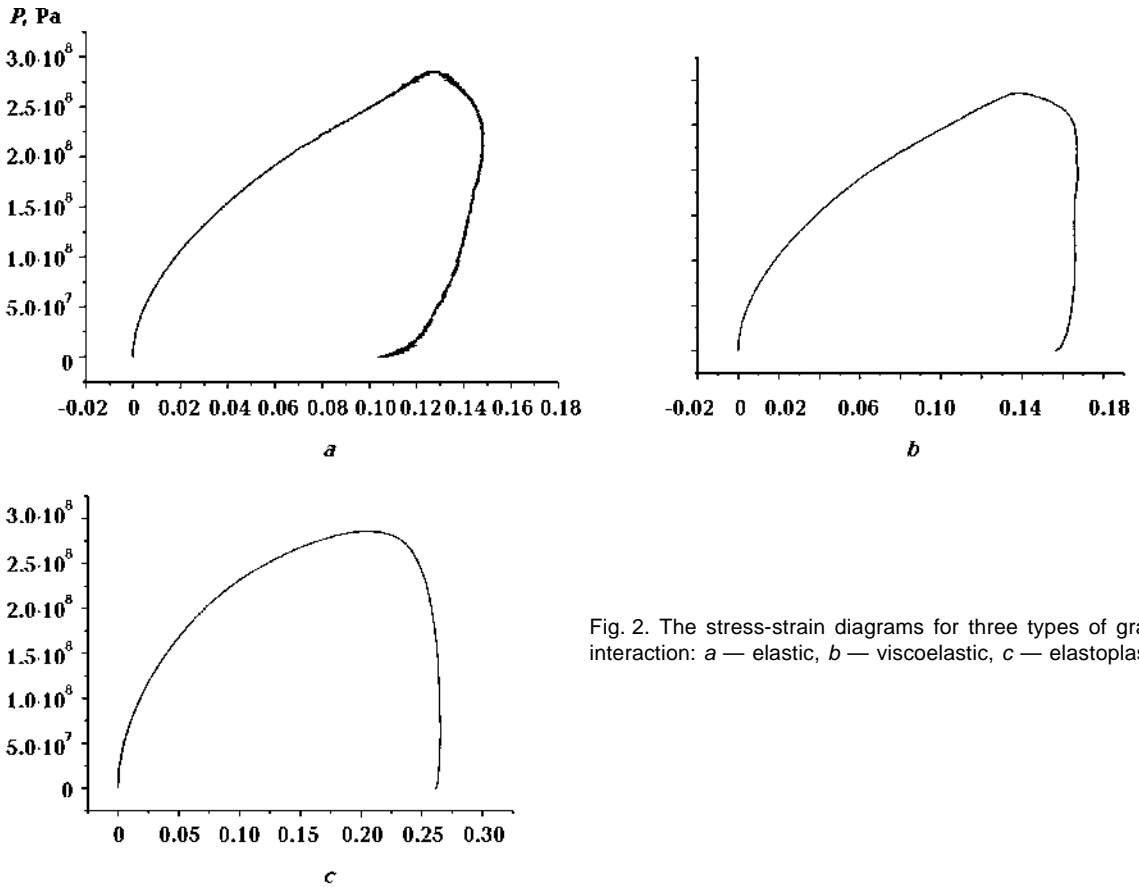 P, Pa
3.0·10⁸
2.5·10⁸
2.0·10⁸
1.5·10⁸
1.0·10⁸
5.0·10⁷
0
-0.02 0 0.02 0.04 0.06 0.08 0.10 0.12 0.14 0.16 0.18
a
-0.02 0 0.02 0.06 0.10 0.14 0.18
b
3.0·10⁸
2.5·10⁸
2.0·10⁸
1.5·10⁸
1.0·10⁸
5.0·10⁷
0
0 0.05 0.10 0.15 0.20 0.25 0.30
c
Fig. 2. The stress-strain diagrams for three types of gra
interaction: a — elastic, b — viscoelastic, c — elastoplas